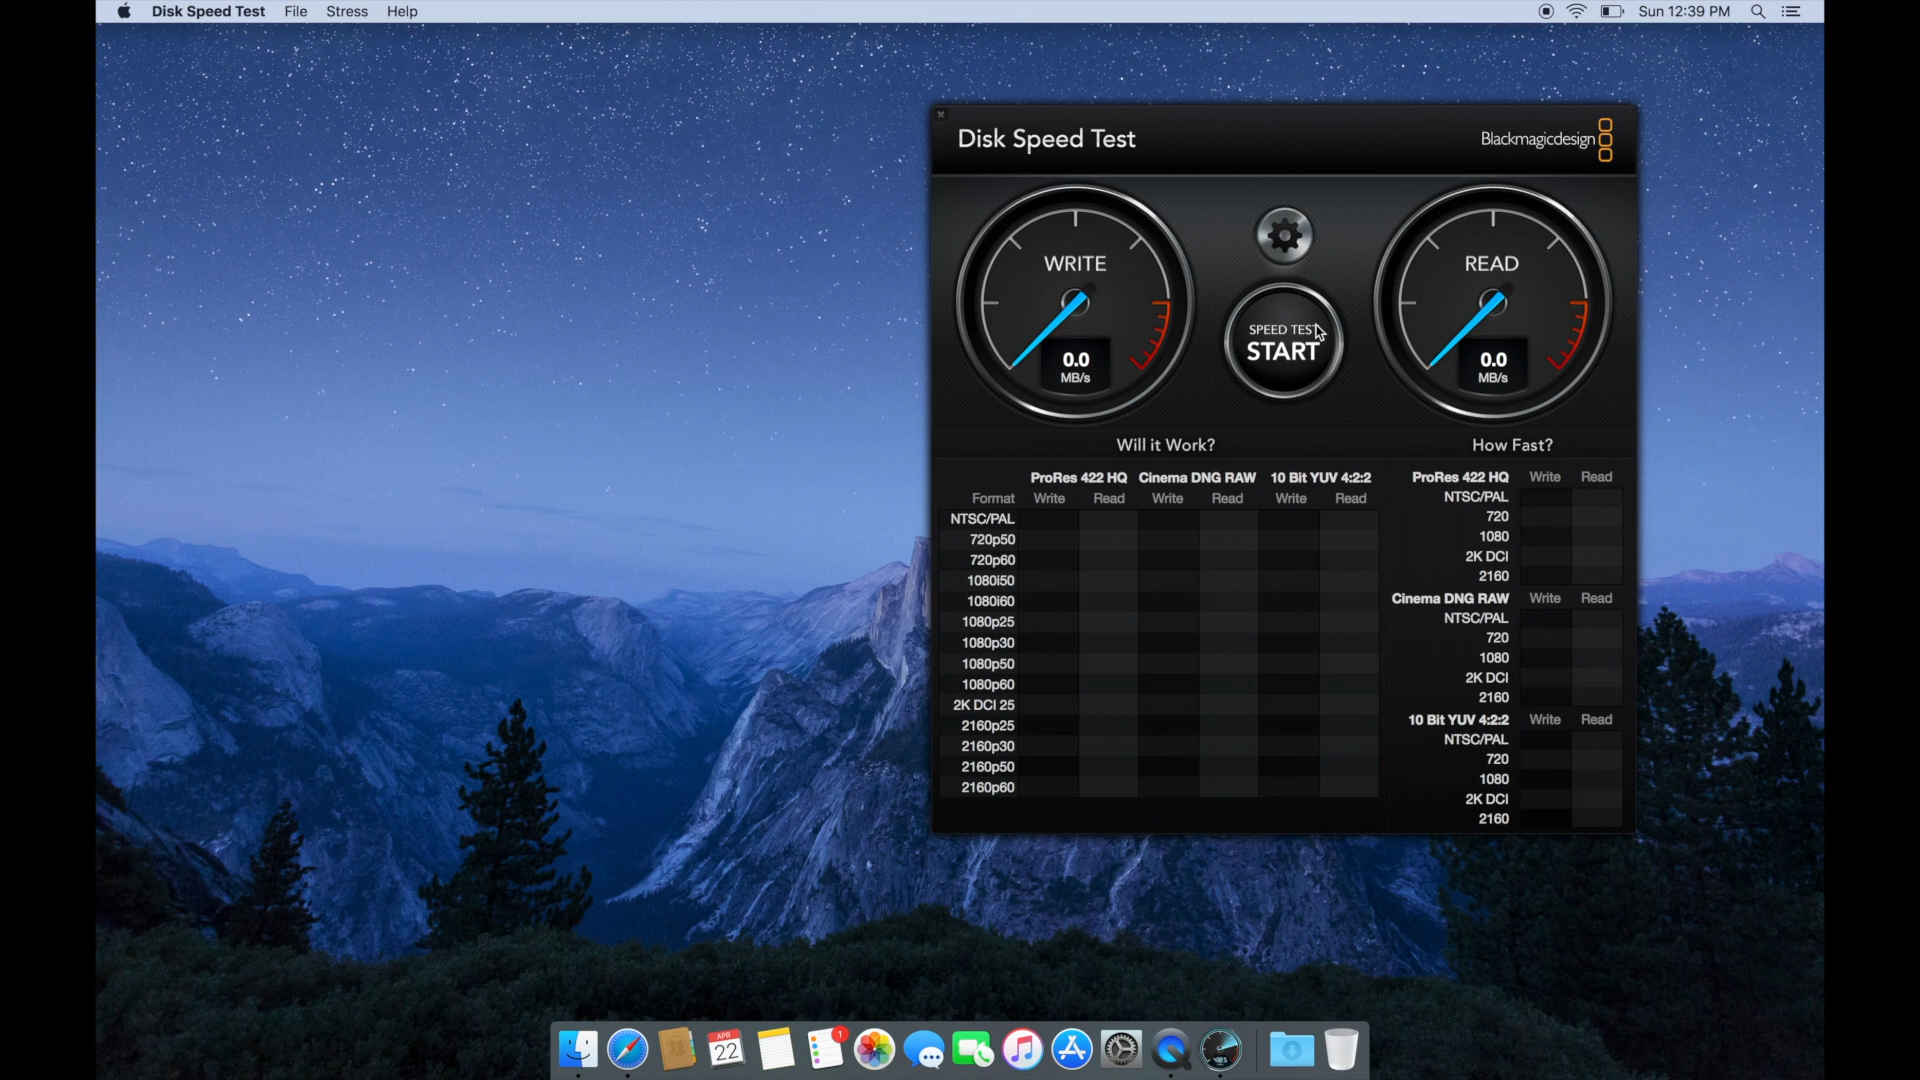 Disk Speed Test File Stress Help Sun 12:39 PM
Disk Speed Test Blackmagicdesign
WRITE
0.0
MB/s
SPEED TEST
START
READ
0.0
MB/s
Will it Work?
ProRes 422 HQ Cinema DNG RAW 10 Bit YUV 4:2:2
Format Write Read Write Read Write Read
NTSC/PAL
720p50
720p60
1080i50
1080i60
1080p25
1080p30
1080p50
1080p60
2K DCI 25
2160p25
2160p30
2160p50
2160p60
How Fast?
ProRes 422 HQ Write Read
NTSC/PAL
720
1080
2K DCI
2160
Cinema DNG RAW Write Read
NTSC/PAL
720
1080
2K DCI
2160
10 Bit YUV 4:2:2 Write Read
NTSC/PAL
720
1080
2K DCI
2160
APR
22
1